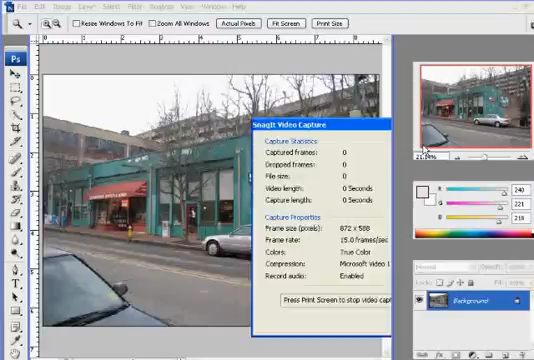 Resize Windows To Fit
Zoom All Windows
Actual Pixels
Fit Screen
Print Size
Ps
SnagIt Video Capture
Capture Statistics
Captured frames: 0
Dropped frames: 0
File size: 0
Video length: 0 Seconds
Capture length: 0 Seconds
Capture Properties
Frame size (pixels): 872 x 588
Frame rate: 15.0 frames/sec
Colors: True Color
Compression: Microsoft Video 1
Record audio: Enabled
Press Print Screen to stop video capt
R 240
G 221
B 218
Background